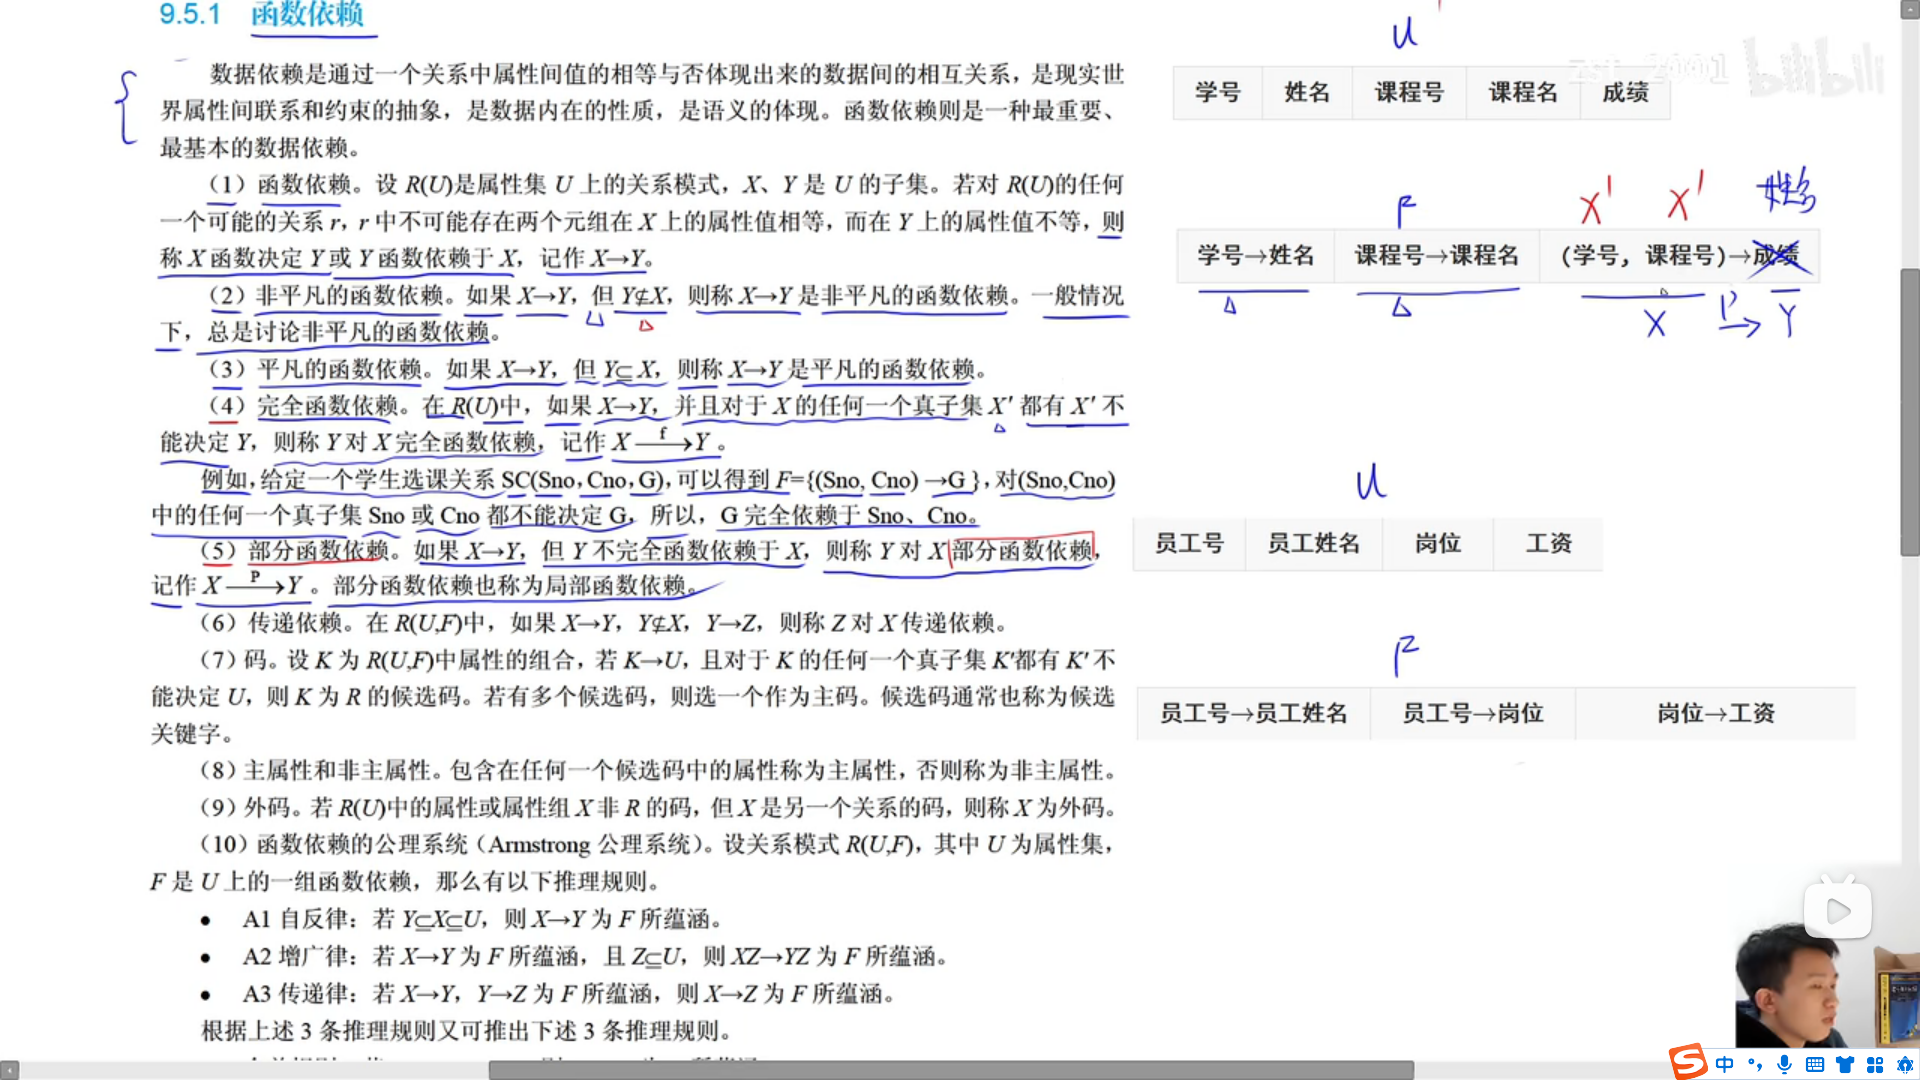 9.5.1 函数依赖
数据依赖是通过一个关系中属性间值的相等与否体现出来的数据间的相互关系，是现实世
界属性间联系和约束的抽象，是数据内在的性质，是语义的体现。函数依赖则是一种最重要、
最基本的数据依赖。
（1）函数依赖。设 R(U)是属性集 U 上的关系模式，X、Y 是 U 的子集。若对 R(U)的任何
一个可能的关系 r，r 中不可能存在两个元组在 X 上的属性值相等，而在 Y 上的属性值不等，则
称 X 函数决定 Y 或 Y 函数依赖于 X，记作 X→Y。
（2）非平凡的函数依赖。如果 X→Y，但 Y⊈X，则称 X→Y 是非平凡的函数依赖。一般情况
下，总是讨论非平凡的函数依赖。
（3）平凡的函数依赖。如果 X→Y，但 Y⊆X，则称 X→Y 是平凡的函数依赖。
（4）完全函数依赖。在 R(U)中，如果 X→Y，并且对于 X 的任何一个真子集 X′ 都有 X′ 不
能决定 Y，则称 Y 对 X 完全函数依赖，记作 X —f→ Y 。
例如，给定一个学生选课关系 SC(Sno，Cno，G)，可以得到 F={(Sno, Cno) →G }，对(Sno,Cno)
中的任何一个真子集 Sno 或 Cno 都不能决定 G，所以，G 完全依赖于 Sno、Cno。
（5）部分函数依赖。如果 X→Y，但 Y 不完全函数依赖于 X，则称 Y 对 X 部分函数依赖，
记作 X —P→ Y 。部分函数依赖也称为局部函数依赖。
（6）传递依赖。在 R(U,F)中，如果 X→Y，Y⊈X，Y→Z，则称 Z 对 X 传递依赖。
（7）码。设 K 为 R(U,F)中属性的组合，若 K→U，且对于 K 的任何一个真子集 K′都有 K′ 不
能决定 U，则 K 为 R 的候选码。若有多个候选码，则选一个作为主码。候选码通常也称为候选
关键字。
（8）主属性和非主属性。包含在任何一个候选码中的属性称为主属性，否则称为非主属性。
（9）外码。若 R(U)中的属性或属性组 X 非 R 的码，但 X 是另一个关系的码，则称 X 为外码。
（10）函数依赖的公理系统（Armstrong 公理系统）。设关系模式 R(U,F)，其中 U 为属性集，
F 是 U 上的一组函数依赖，那么有以下推理规则。
• A1 自反律：若 Y⊆X⊆U，则 X→Y 为 F 所蕴涵。
• A2 增广律：若 X→Y 为 F 所蕴涵，且 Z⊆U，则 XZ→YZ 为 F 所蕴涵。
• A3 传递律：若 X→Y，Y→Z 为 F 所蕴涵，则 X→Z 为 F 所蕴涵。
根据上述 3 条推理规则又可推出下述 3 条推理规则。
U
zst_2001 bilibili
学号 姓名 课程号 课程名 成绩
F X′ X′ 姓名
学号→姓名 课程号→课程名 (学号，课程号)→成绩
X P→ Y
U
员工号 员工姓名 岗位 工资
F
员工号→员工姓名 员工号→岗位 岗位→工资
中